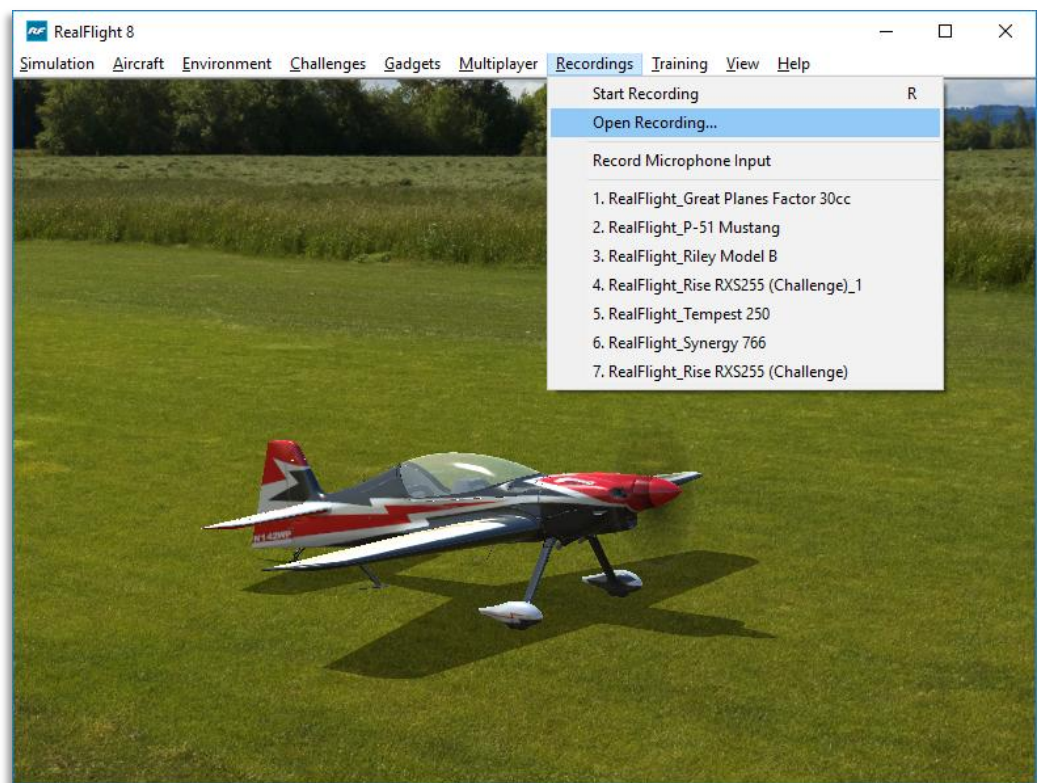 RF RealFlight 8
Simulation Aircraft Environment Challenges Gadgets Multiplayer Recordings Training View Help
Start Recording R
Open Recording...
Record Microphone Input
1. RealFlight_Great Planes Factor 30cc
2. RealFlight_P-51 Mustang
3. RealFlight_Riley Model B
4. RealFlight_Rise RXS255 (Challenge)_1
5. RealFlight_Tempest 250
6. RealFlight_Synergy 766
7. RealFlight_Rise RXS255 (Challenge)
N142WP